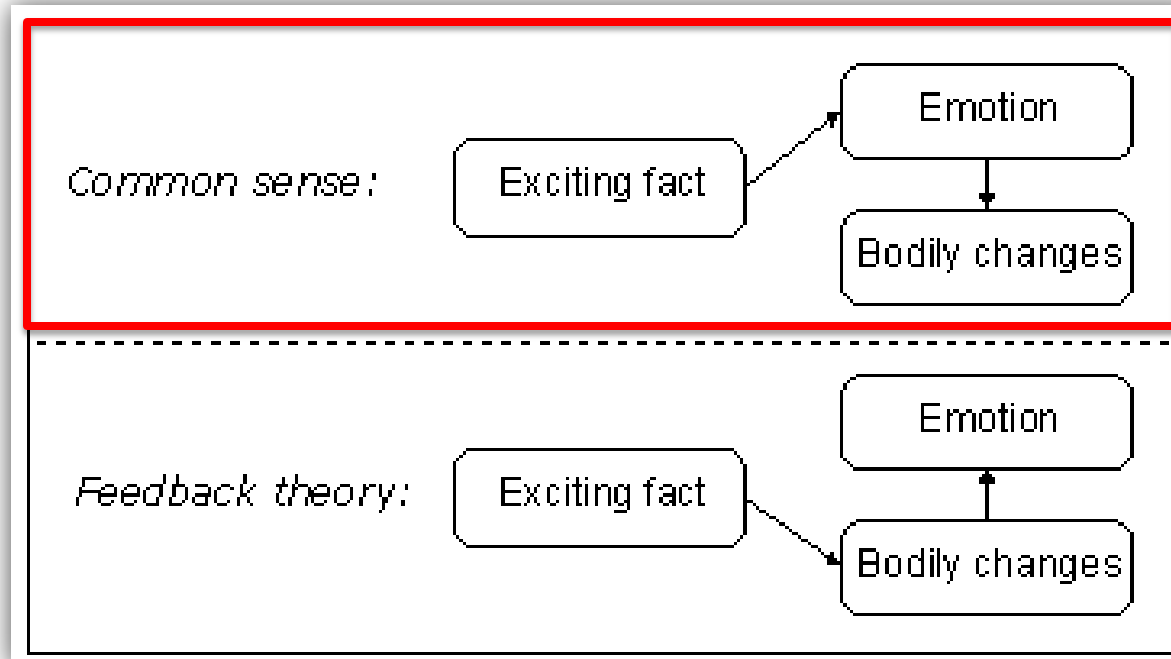 Emotion
Common sense: Exciting fact
Bodily changes
Emotion
Feedback theory: Exciting fact
Bodily changes